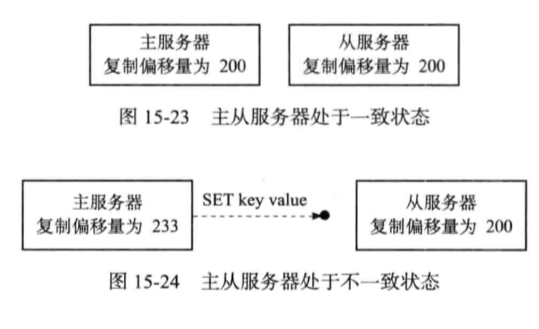 主服务器
复制偏移量为 200
从服务器
复制偏移量为 200
图 15-23 主从服务器处于一致状态
主服务器
复制偏移量为 233
SET key value
从服务器
复制偏移量为 200
图 15-24 主从服务器处于不一致状态